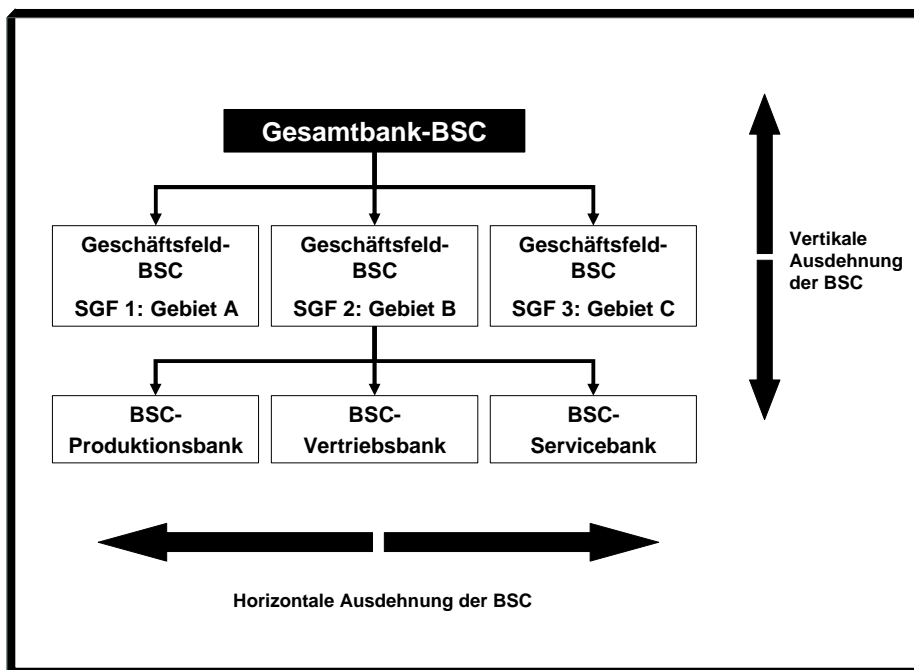 Gesamtbank-BSC
Geschäftsfeld-
BSC
SGF 1: Gebiet A
Geschäftsfeld-
BSC
SGF 2: Gebiet B
Geschäftsfeld-
BSC
SGF 3: Gebiet C
Vertikale
Ausdehnung
der BSC
BSC-
Produktionsbank
BSC-
Vertriebsbank
BSC-
Servicebank
Horizontale Ausdehnung der BSC